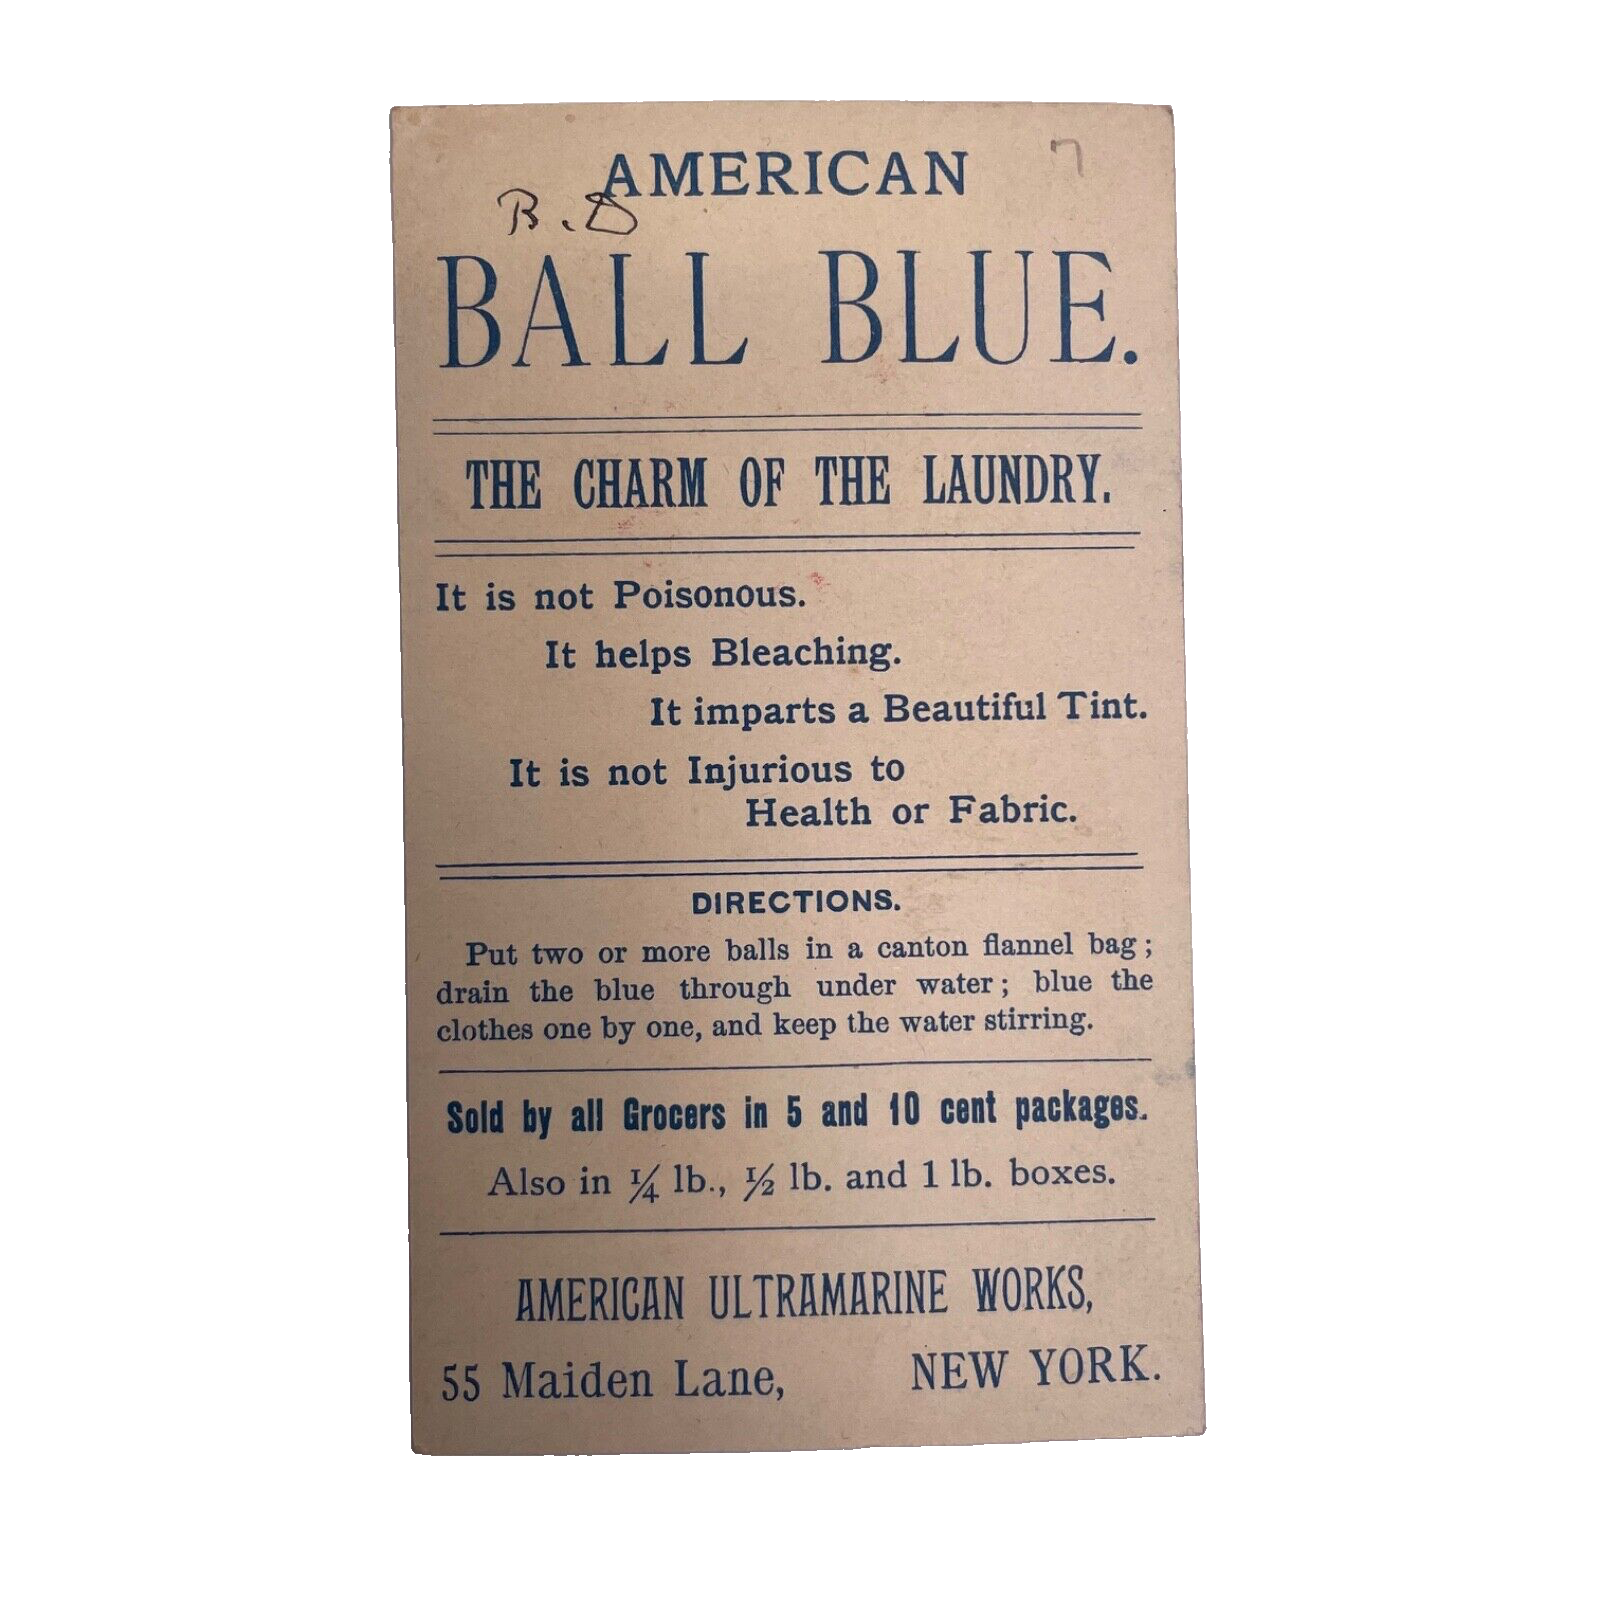 AMERICAN 7
B. D
BALL BLUE.
THE CHARM OF THE LAUNDRY.
It is not Poisonous.
It helps Bleaching.
It imparts a Beautiful Tint.
It is not Injurious to
Health or Fabric.
DIRECTIONS.
Put two or more balls in a canton flannel bag ;
drain the blue through under water ; blue the
clothes one by one, and keep the water stirring.
Sold by all Grocers in 5 and 10 cent packages.
Also in 1/4 lb., 1/2 lb. and 1 lb. boxes.
AMERICAN ULTRAMARINE WORKS,
55 Maiden Lane, NEW YORK.